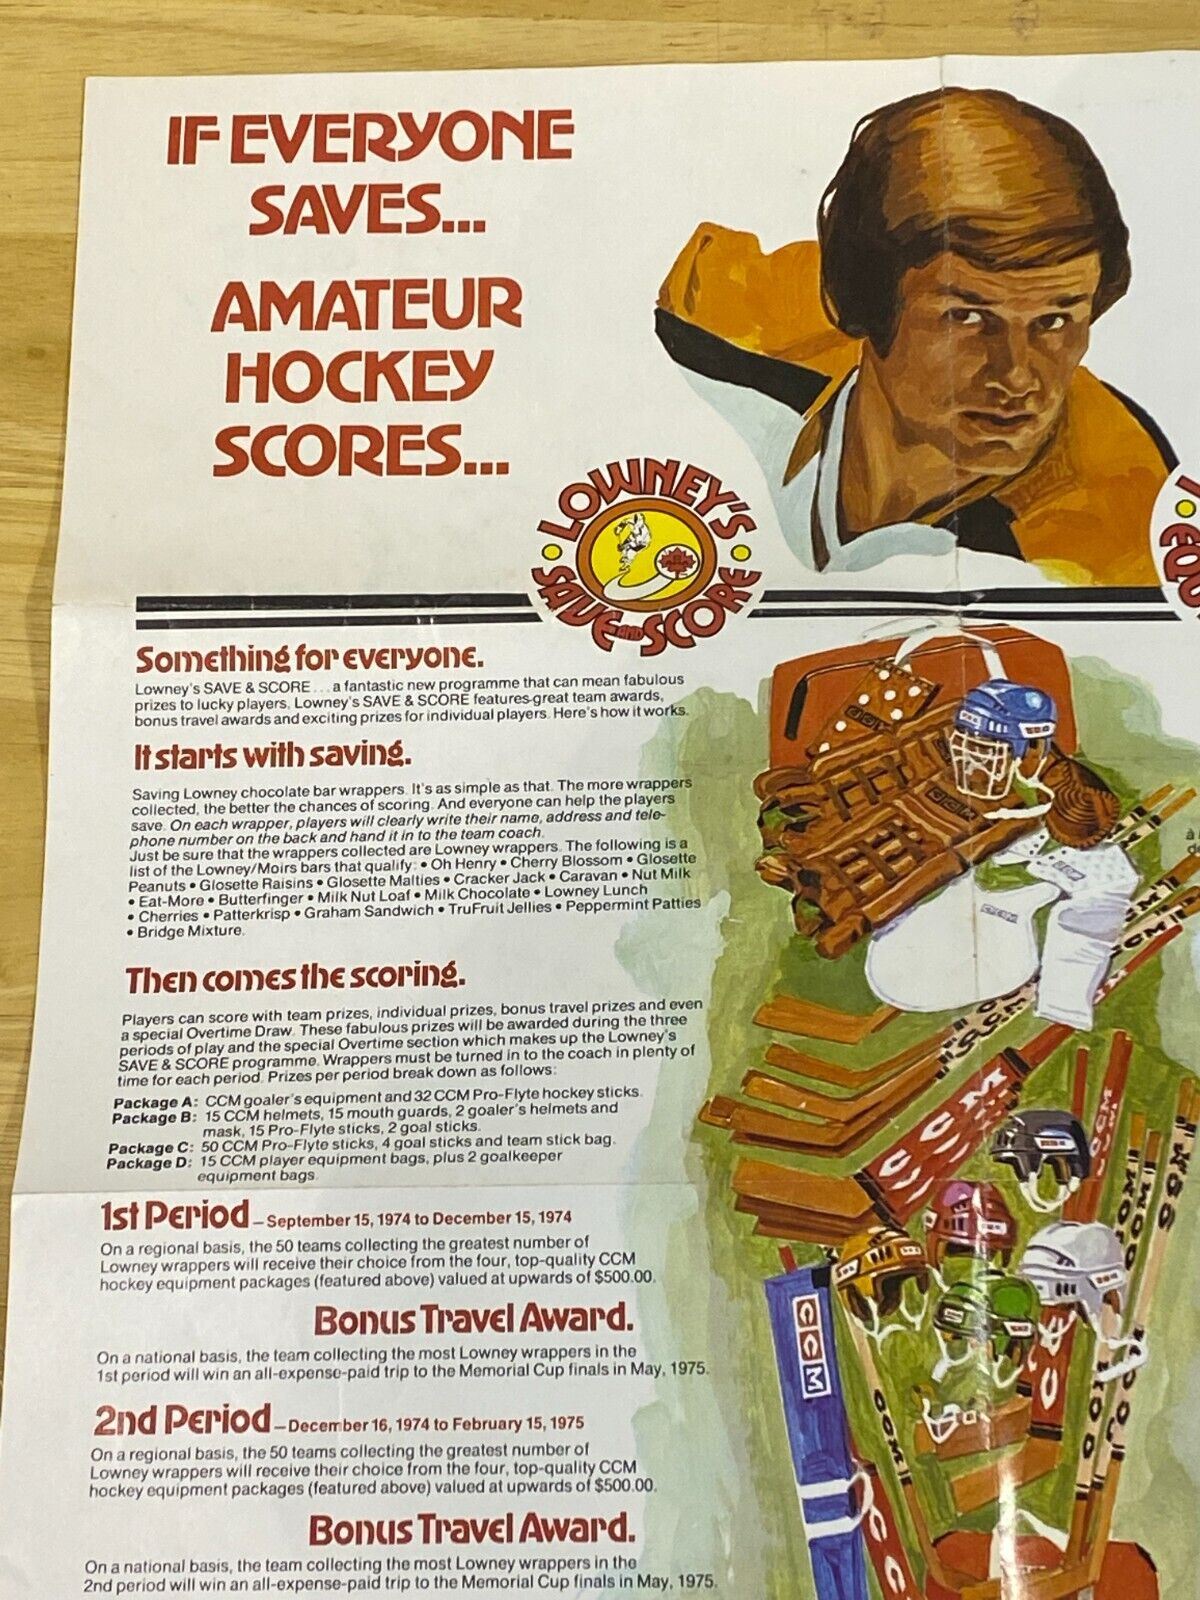 IF EVERYONE
SAVES...
AMATEUR
HOCKEY
SCORES...
LOWNEY'S
SAVE AND SCORE
Something for everyone.
Lowney's SAVE & SCORE ... a fantastic new programme that can mean fabulous
prizes to lucky players. Lowney's SAVE & SCORE features great team awards,
bonus travel awards and exciting prizes for individual players. Here's how it works.
It starts with saving.
Saving Lowney chocolate bar wrappers. It's as simple as that. The more wrappers
collected, the better the chances of scoring. And everyone can help the players
save. On each wrapper, players will clearly write their name, address and tele-
phone number on the back and hand it in to the team coach.
Just be sure that the wrappers collected are Lowney wrappers. The following is a
list of the Lowney/Moirs bars that qualify: • Oh Henry • Cherry Blossom • Glosette
Peanuts • Glosette Raisins • Glosette Malties • Cracker Jack • Caravan • Nut Milk
• Eat-More • Butterfinger • Milk Nut Loaf • Milk Chocolate • Lowney Lunch
• Cherries • Patterkrisp • Graham Sandwich • TruFruit Jellies • Peppermint Patties
• Bridge Mixture.
Then comes the scoring.
Players can score with team prizes, individual prizes, bonus travel prizes and even
a special Overtime Draw. These fabulous prizes will be awarded during the three
periods of play and the special Overtime section which makes up the Lowney's
SAVE & SCORE programme. Wrappers must be turned in to the coach in plenty of
time for each period. Prizes per period break down as follows:
Package A: CCM goaler's equipment and 32 CCM Pro-Flyte hockey sticks.
Package B: 15 CCM helmets, 15 mouth guards, 2 goaler's helmets and
mask, 15 Pro-Flyte sticks, 2 goal sticks.
Package C: 50 CCM Pro-Flyte sticks, 4 goal sticks and team stick bag.
Package D: 15 CCM player equipment bags, plus 2 goalkeeper
equipment bags.
1st Period – September 15, 1974 to December 15, 1974
On a regional basis, the 50 teams collecting the greatest number of
Lowney wrappers will receive their choice from the four, top-quality CCM
hockey equipment packages (featured above) valued at upwards of $500.00.
Bonus Travel Award.
On a national basis, the team collecting the most Lowney wrappers in the
1st period will win an all-expense-paid trip to the Memorial Cup finals in May, 1975.
2nd Period – December 16, 1974 to February 15, 1975
On a regional basis, the 50 teams collecting the greatest number of
Lowney wrappers will receive their choice from the four, top-quality CCM
hockey equipment packages (featured above) valued at upwards of $500.00.
Bonus Travel Award.
On a national basis, the team collecting the most Lowney wrappers in the
2nd period will win an all-expense-paid trip to the Memorial Cup finals in May, 1975.
CCM
CCM
CCM
CCM
CCM
CCM
CCM